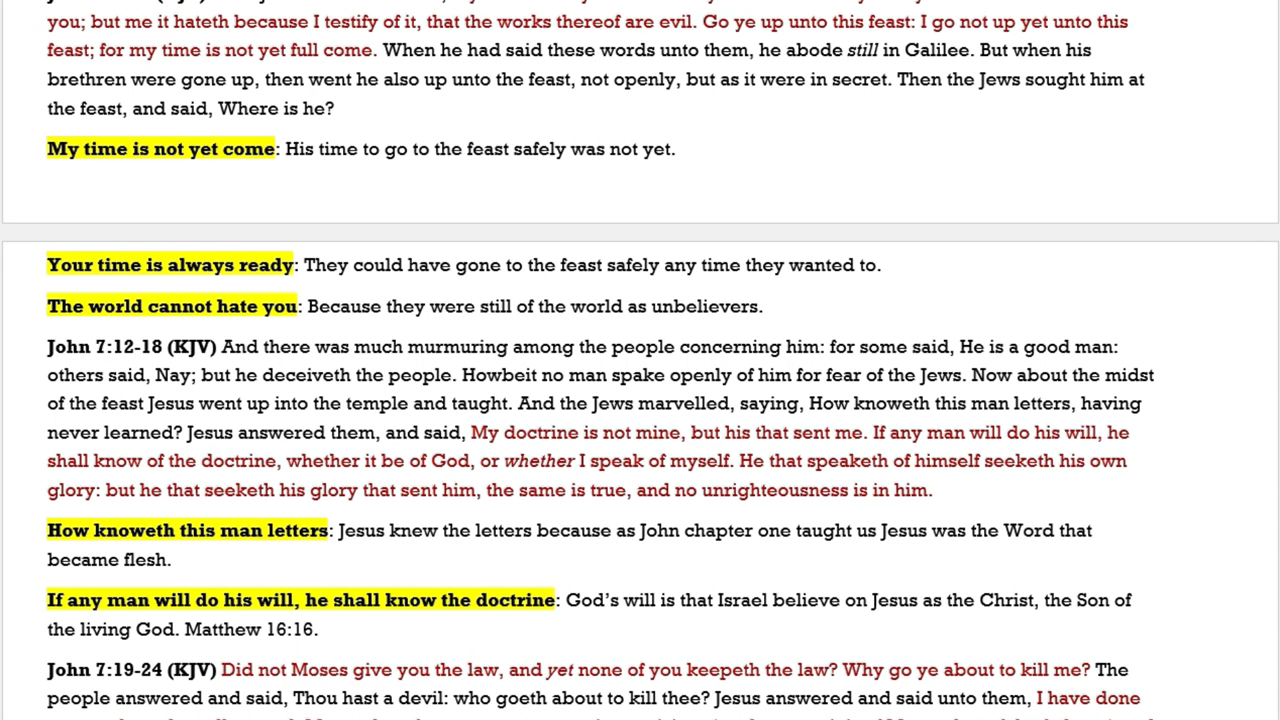 you; but me it hateth because I testify of it, that the works thereof are evil. Go ye up unto this feast: I go not up yet unto this
feast; for my time is not yet full come. When he had said these words unto them, he abode still in Galilee. But when his
brethren were gone up, then went he also up unto the feast, not openly, but as it were in secret. Then the Jews sought him at
the feast, and said, Where is he?
My time is not yet come: His time to go to the feast safely was not yet.
Your time is always ready: They could have gone to the feast safely any time they wanted to.
The world cannot hate you: Because they were still of the world as unbelievers.
John 7:12-18 (KJV) And there was much murmuring among the people concerning him: for some said, He is a good man:
others said, Nay; but he deceiveth the people. Howbeit no man spake openly of him for fear of the Jews. Now about the midst
of the feast Jesus went up into the temple and taught. And the Jews marvelled, saying, How knoweth this man letters, having
never learned? Jesus answered them, and said, My doctrine is not mine, but his that sent me. If any man will do his will, he
shall know of the doctrine, whether it be of God, or whether I speak of myself. He that speaketh of himself seeketh his own
glory: but he that seeketh his glory that sent him, the same is true, and no unrighteousness is in him.
How knoweth this man letters: Jesus knew the letters because as John chapter one taught us Jesus was the Word that
became flesh.
If any man will do his will, he shall know the doctrine: God’s will is that Israel believe on Jesus as the Christ, the Son of
the living God. Matthew 16:16.
John 7:19-24 (KJV) Did not Moses give you the law, and yet none of you keepeth the law? Why go ye about to kill me? The
people answered and said, Thou hast a devil: who goeth about to kill thee? Jesus answered and said unto them, I have done